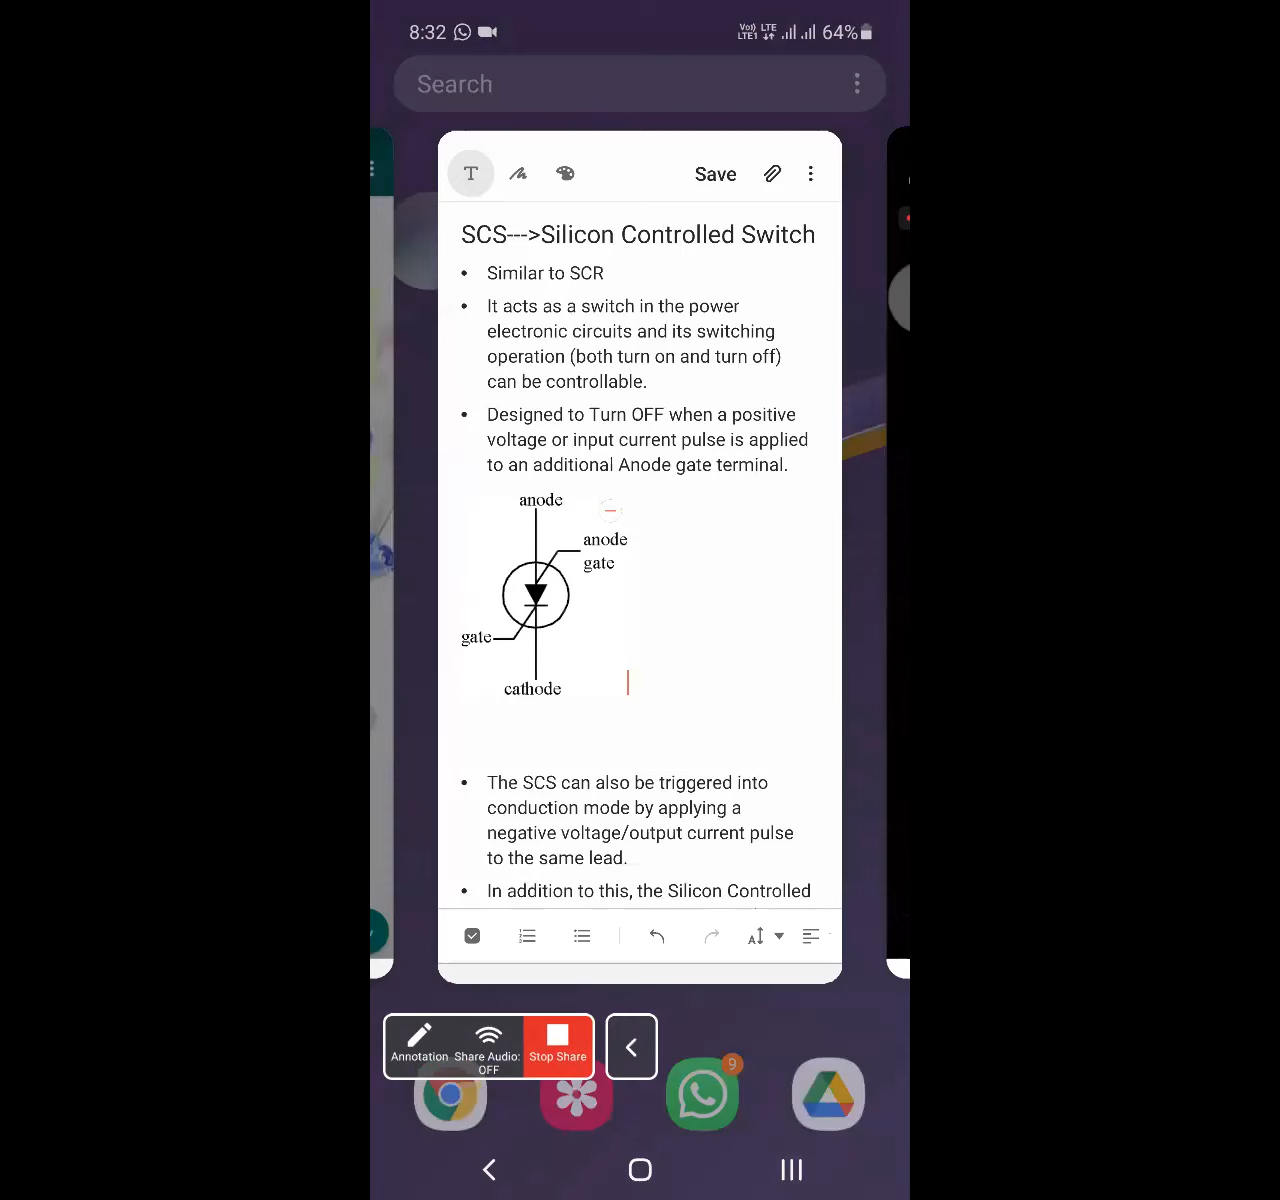 8:32
Vo)) LTE
LTE1
64%
Search
T
Save
SCS--->Silicon Controlled Switch
• Similar to SCR
• It acts as a switch in the power
electronic circuits and its switching
operation (both turn on and turn off)
can be controllable.
• Designed to Turn OFF when a positive
voltage or input current pulse is applied
to an additional Anode gate terminal.
anode
anode
gate
gate
cathode
• The SCS can also be triggered into
conduction mode by applying a
negative voltage/output current pulse
to the same lead.
• In addition to this, the Silicon Controlled
A
Annotation
Share Audio:
OFF
Stop Share
9